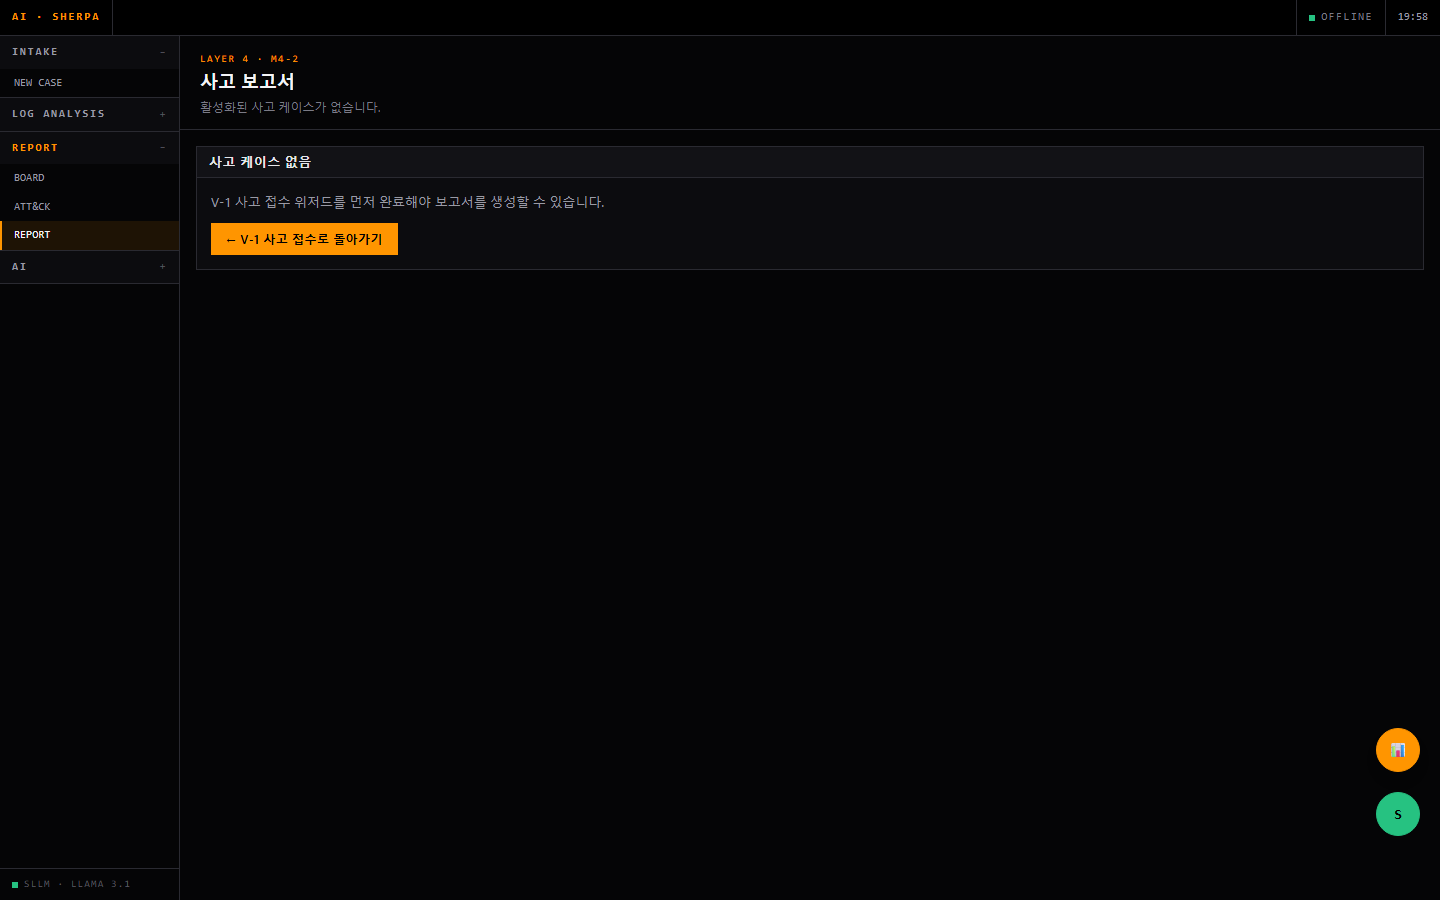 AI · SHERPA
OFFLINE
19:58
INTAKE −
NEW CASE
LOG ANALYSIS +
REPORT −
BOARD
ATT&CK
REPORT
AI +
SLLM · LLAMA 3.1
LAYER 4 · M4-2
사고 보고서
활성화된 사고 케이스가 없습니다.
사고 케이스 없음
V-1 사고 접수 위저드를 먼저 완료해야 보고서를 생성할 수 있습니다.
← V-1 사고 접수로 돌아가기
S